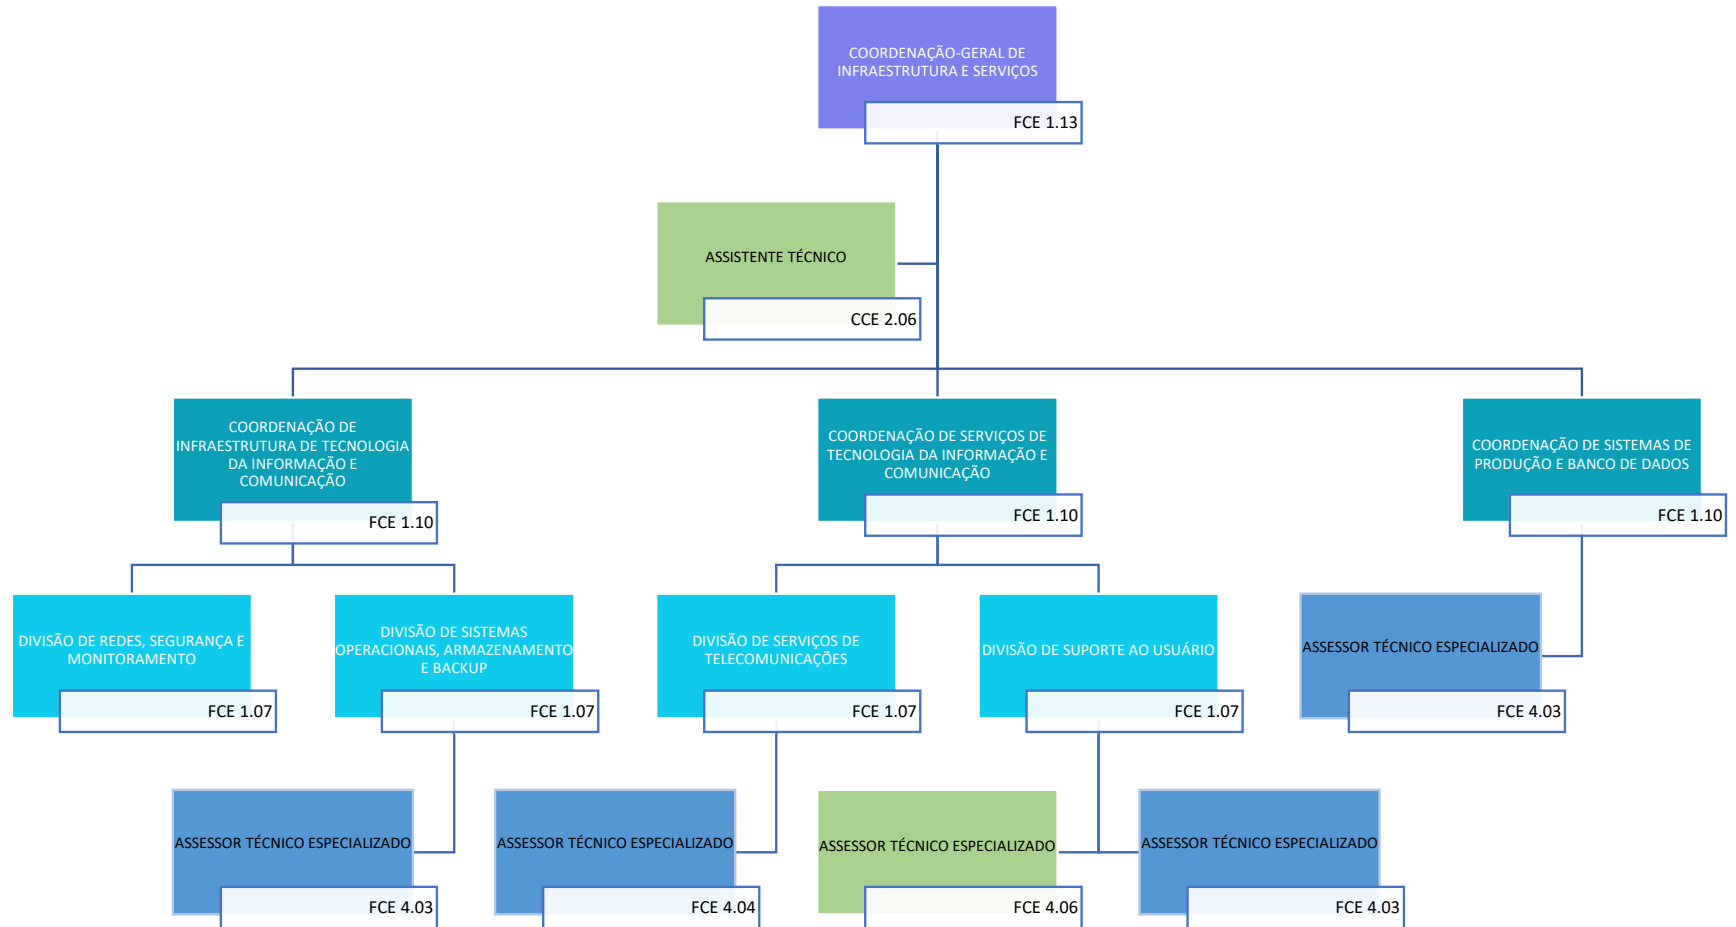 COORDENAÇÃO-GERAL DE
INFRAESTRUTURA E SERVIÇOS
FCE 1.13
ASSISTENTE TÉCNICO
CCE 2.06
COORDENAÇÃO DE
INFRAESTRUTURA DE TECNOLOGIA
DA INFORMAÇÃO E
COMUNICAÇÃO
FCE 1.10
COORDENAÇÃO DE SERVIÇOS DE
TECNOLOGIA DA INFORMAÇÃO E
COMUNICAÇÃO
FCE 1.10
COORDENAÇÃO DE SISTEMAS DE
PRODUÇÃO E BANCO DE DADOS
FCE 1.10
DIVISÃO DE REDES, SEGURANÇA E
MONITORAMENTO
FCE 1.07
DIVISÃO DE SISTEMAS
OPERACIONAIS, ARMAZENAMENTO
E BACKUP
FCE 1.07
DIVISÃO DE SERVIÇOS DE
TELECOMUNICAÇÕES
FCE 1.07
DIVISÃO DE SUPORTE AO USUÁRIO
FCE 1.07
ASSESSOR TÉCNICO ESPECIALIZADO
FCE 4.03
ASSESSOR TÉCNICO ESPECIALIZADO
FCE 4.03
ASSESSOR TÉCNICO ESPECIALIZADO
FCE 4.04
ASSESSOR TÉCNICO ESPECIALIZADO
FCE 4.06
ASSESSOR TÉCNICO ESPECIALIZADO
FCE 4.03